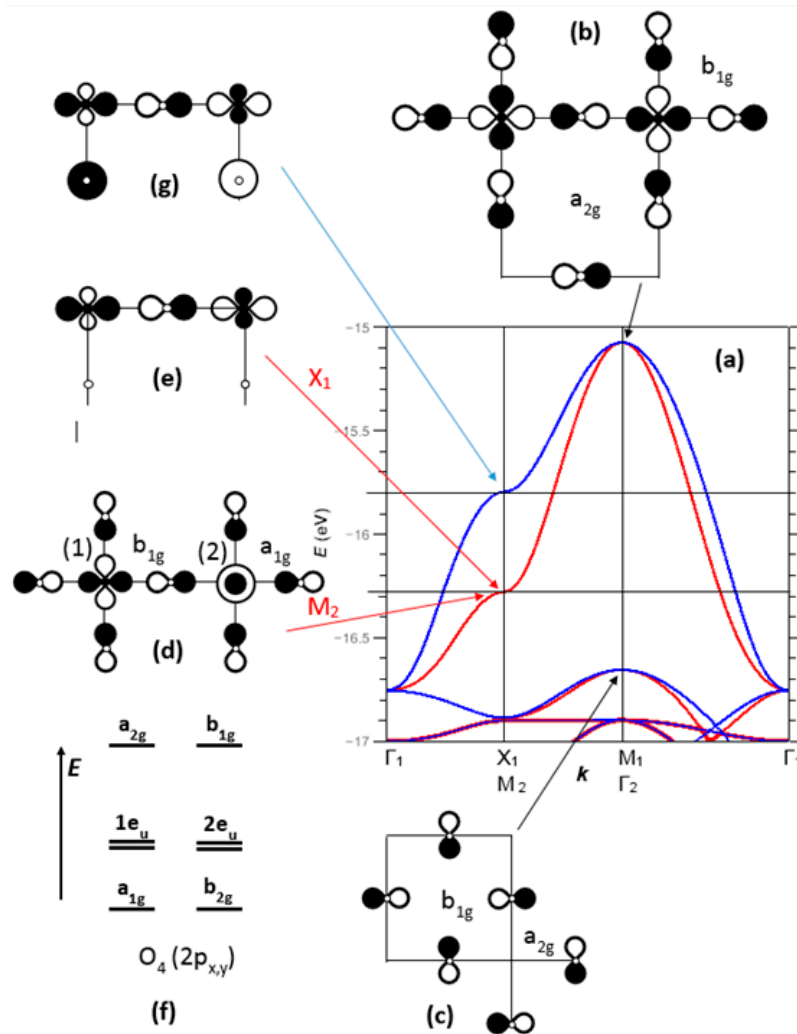 (b)
b1g
(g)
a2g
(e)
X₁
(a)
−15
−15.5
−16
−16.5
−17
E (eV)
(1)
b1g
(2)
a1g
M₂
(d)
a2g b1g
E
1eu 2eu
a1g b2g
O₄ (2px,y)
(f)
Γ₁ X₁ M₁ Γ₁
M₂ k Γ₂
b1g
a2g
(c)